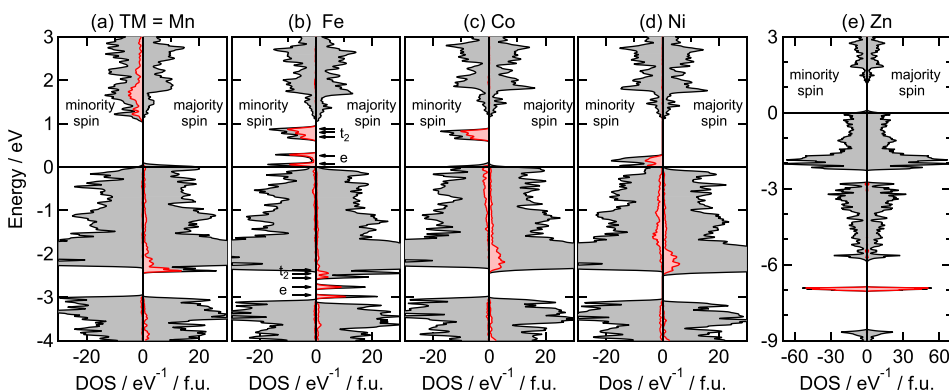 (a) TM = Mn (b) Fe (c) Co (d) Ni (e) Zn
Energy / eV
3
2
1
0
-1
-2
-3
-4
minority spin
majority spin
-20 0 20
DOS / eV⁻¹ / f.u.
minority spin
majority spin
t₂
e
t₂
e
-20 0 20
DOS / eV⁻¹ / f.u.
minority spin
majority spin
-20 0 20
DOS / eV⁻¹ / f.u.
minority spin
majority spin
-20 0 20
Dos / eV⁻¹ / f.u.
3
0
-3
-6
-9
minority spin
majority spin
-60 -30 0 30 60
DOS / eV⁻¹ / f.u.